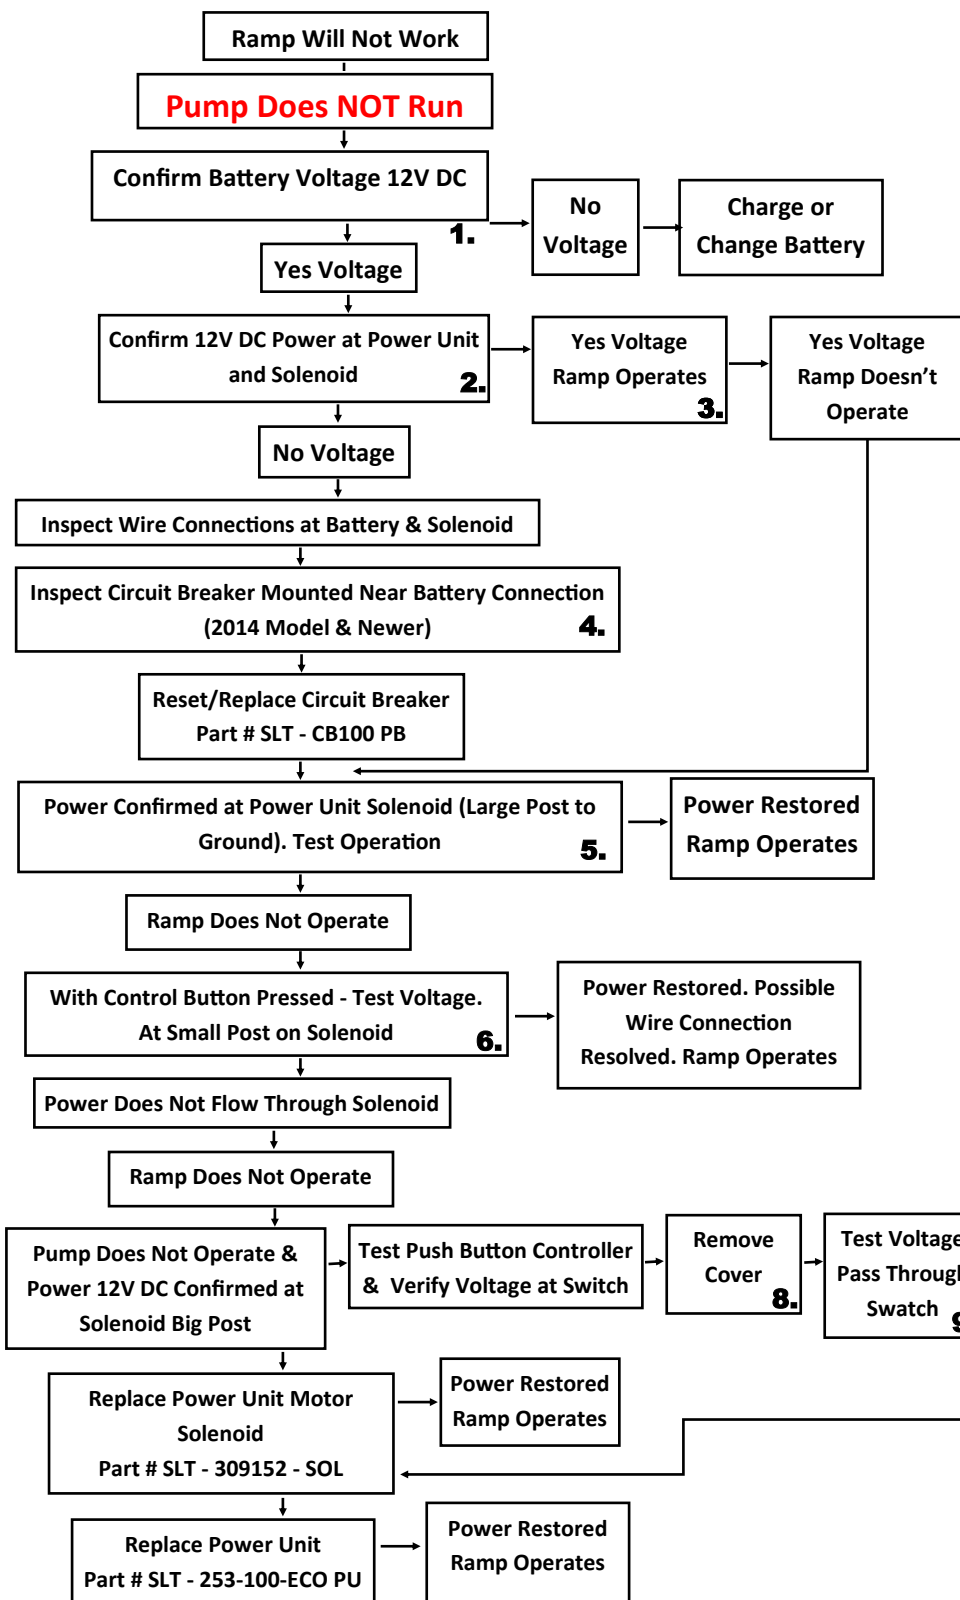 Ramp Will Not Work
Pump Does NOT Run
Confirm Battery Voltage 12V DC
1.
No
Voltage
Charge or
Change Battery
Yes Voltage
Confirm 12V DC Power at Power Unit
and Solenoid
2.
Yes Voltage
Ramp Operates
3.
Yes Voltage
Ramp Doesn’t
Operate
No Voltage
Inspect Wire Connections at Battery & Solenoid
Inspect Circuit Breaker Mounted Near Battery Connection
(2014 Model & Newer)
4.
Reset/Replace Circuit Breaker
Part # SLT - CB100 PB
Power Confirmed at Power Unit Solenoid (Large Post to
Ground). Test Operation
5.
Power Restored
Ramp Operates
Ramp Does Not Operate
With Control Button Pressed - Test Voltage.
At Small Post on Solenoid
6.
Power Restored. Possible
Wire Connection
Resolved. Ramp Operates
Power Does Not Flow Through Solenoid
Ramp Does Not Operate
Pump Does Not Operate &
Power 12V DC Confirmed at
Solenoid Big Post
Test Push Button Controller
& Verify Voltage at Switch
Remove
Cover
8.
Test Voltage
Pass Through
Swatch
9
Replace Power Unit Motor
Solenoid
Part # SLT - 309152 - SOL
Power Restored
Ramp Operates
Replace Power Unit
Part # SLT - 253-100-ECO PU
Power Restored
Ramp Operates